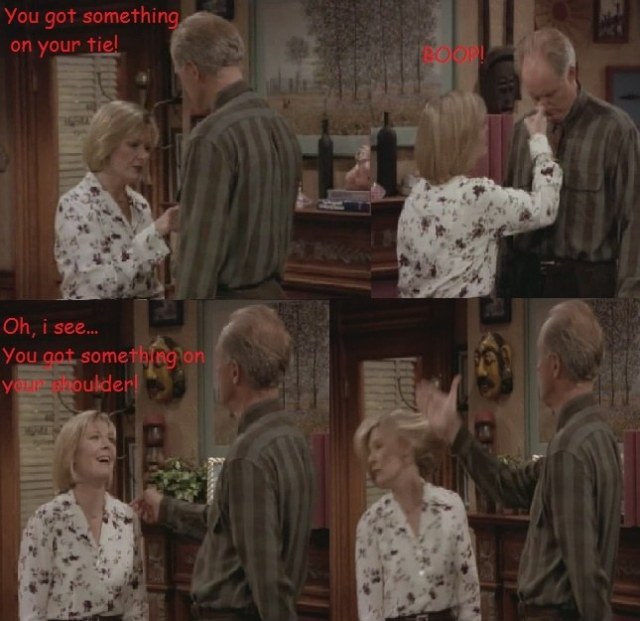 You got something
on your tie!
BOOP!
Oh, i see...
You got something on
your shoulder!